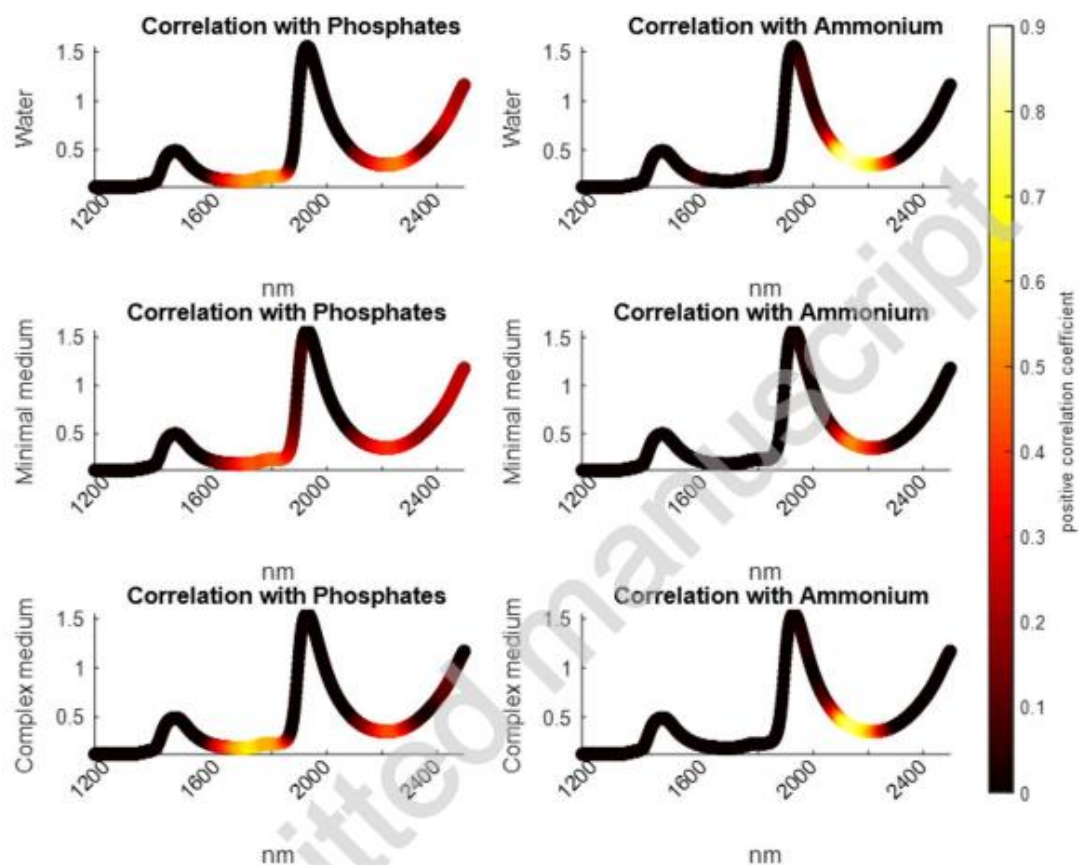 Correlation with Phosphates
Correlation with Ammonium
0.9
0.8
0.7
0.6
0.5
0.4
0.3
0.2
0.1
0
positive correlation coefficient
Water
1.5
1
0.5
1200
1600
2000
2400
nm
Water
1.5
1
0.5
1200
1600
2000
2400
nm
Correlation with Phosphates
Correlation with Ammonium
Minimal medium
1.5
1
0.5
1200
1600
2000
2400
nm
Minimal medium
1.5
1
0.5
1200
1600
2000
2400
nm
Correlation with Phosphates
Correlation with Ammonium
Complex medium
1.5
1
0.5
1200
1600
2000
2400
nm
Complex medium
1.5
1
0.5
1200
1600
2000
2400
nm
itted manuscript